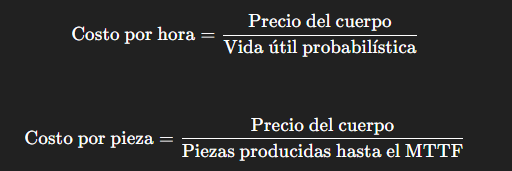 Costo por hora = Precio del cuerpo / Vida útil probabilística
Costo por pieza = Precio del cuerpo / Piezas producidas hasta el MTTF